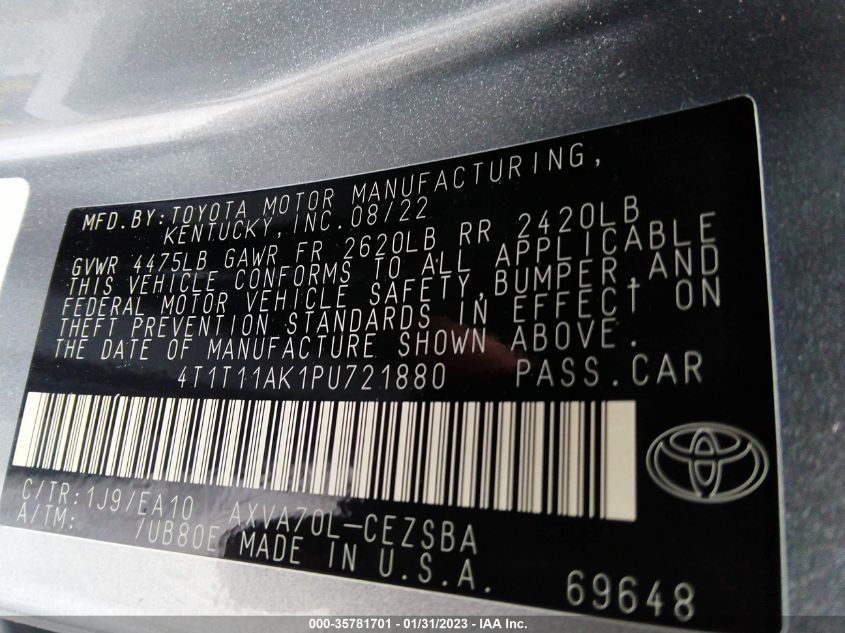 MFD.BY:TOYOTA MOTOR MANUFACTURING,
KENTUCKY,INC.08/22
GVWR 4475LB GAWR FR 2620LB RR 2420LB
THIS VEHICLE CONFORMS TO ALL APPLICABLE
FEDERAL MOTOR VEHICLE SAFETY,BUMPER,AND
THEFT PREVENTION STANDARDS IN EFFECT ON
THE DATE OF MANUFACTURE SHOWN ABOVE.
4T1T11AK1PU721880 PASS.CAR
C/TR:1J9/EA10 AXVA70L-CEZSBA
A/TM: /UB80E MADE IN U.S.A.
69648
000-35781701 - 01/31/2023 - IAA Inc.